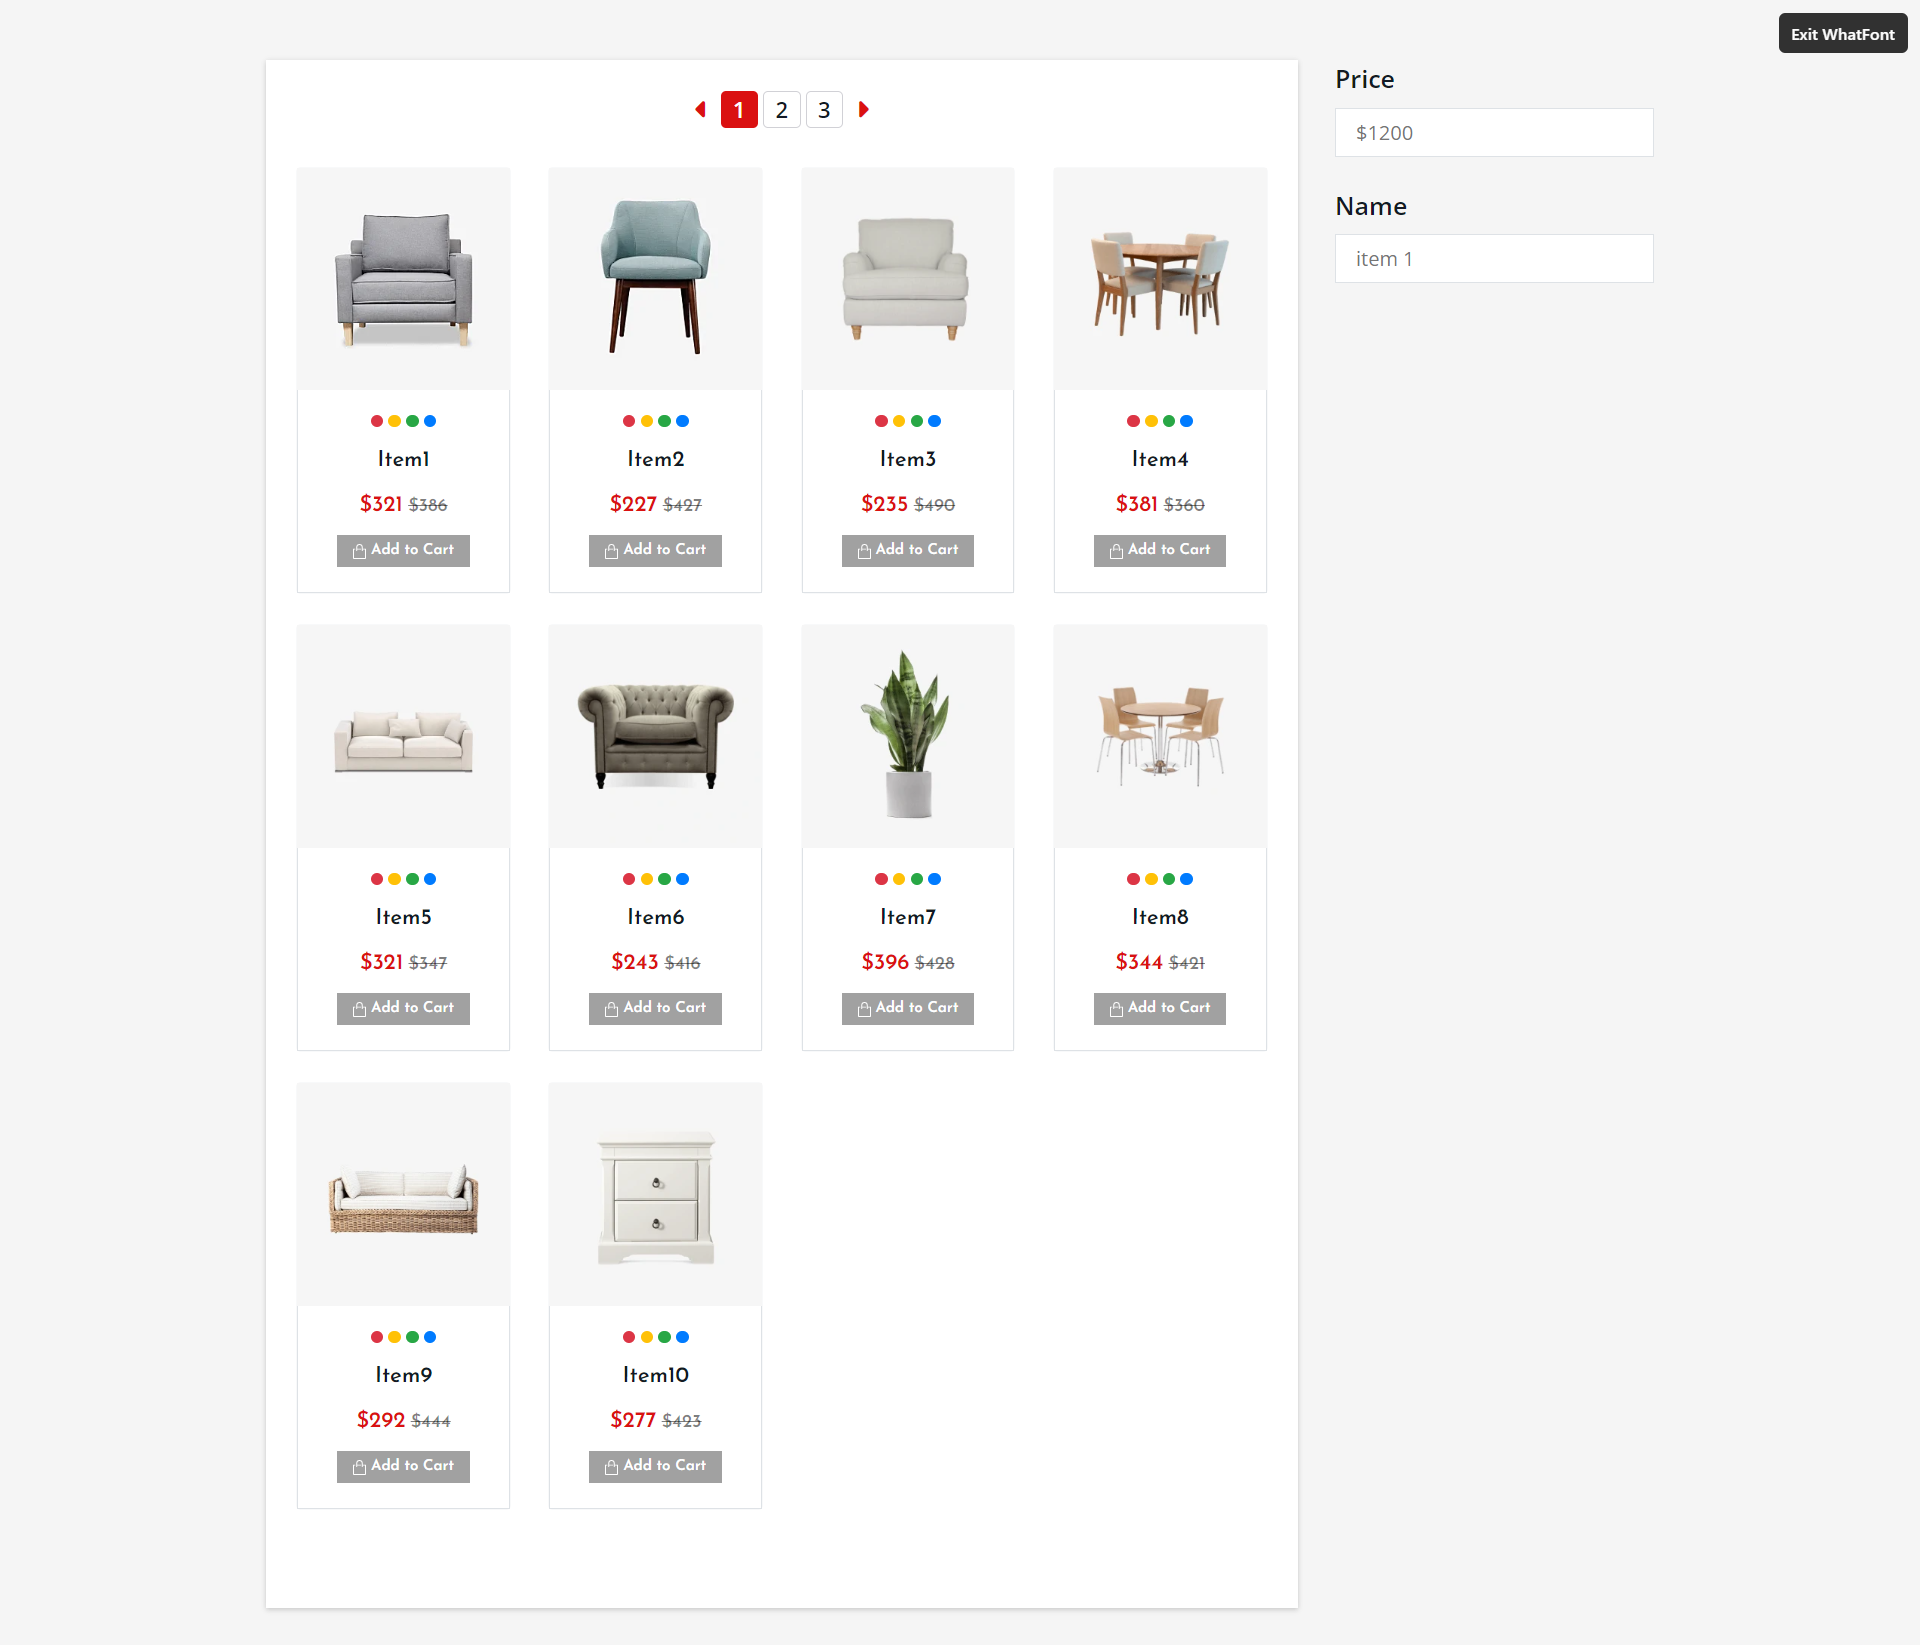 Exit WhatFont
1 2 3
Price
$1200
Name
item 1
Item1
$321 $386
Add to Cart
Item2
$227 $427
Add to Cart
Item3
$235 $490
Add to Cart
Item4
$381 $360
Add to Cart
Item5
$321 $347
Add to Cart
Item6
$243 $416
Add to Cart
Item7
$396 $428
Add to Cart
Item8
$344 $421
Add to Cart
Item9
$292 $444
Add to Cart
Item10
$277 $423
Add to Cart